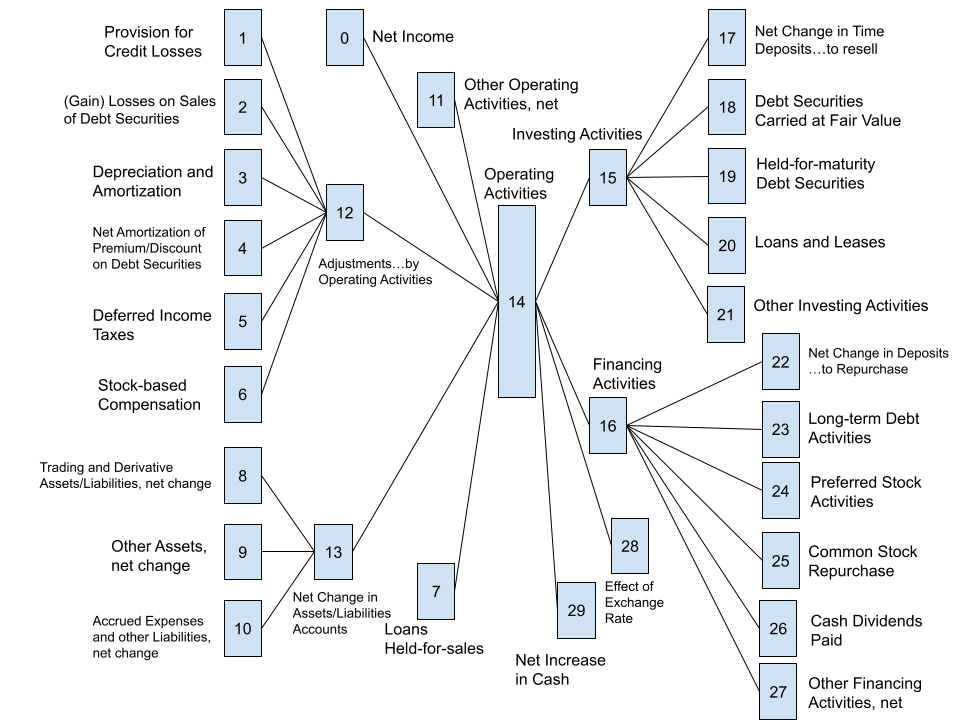 Provision for
Credit Losses
1
0
Net Income
17
Net Change in Time
Deposits…to resell
(Gain) Losses on Sales
of Debt Securities
2
11
Other Operating
Activities, net
18
Debt Securities
Carried at Fair Value
Investing Activities
Depreciation and
Amortization
3
Operating
Activities
15
19
Held-for-maturity
Debt Securities
12
Net Amortization of
Premium/Discount
on Debt Securities
4
Adjustments…by
Operating Activities
20
Loans and Leases
14
Deferred Income
Taxes
5
21
Other Investing Activities
Stock-based
Compensation
6
Financing
Activities
16
22
Net Change in Deposits
…to Repurchase
23
Long-term Debt
Activities
Trading and Derivative
Assets/Liabilities, net change
8
24
Preferred Stock
Activities
Other Assets,
net change
9
13
28
Effect of
Exchange
Rate
25
Common Stock
Repurchase
Accrued Expenses
and other Liabilities,
net change
10
Net Change in
Assets/Liabilities
Accounts
7
Loans
Held-for-sales
29
Net Increase
in Cash
26
Cash Dividends
Paid
27
Other Financing
Activities, net